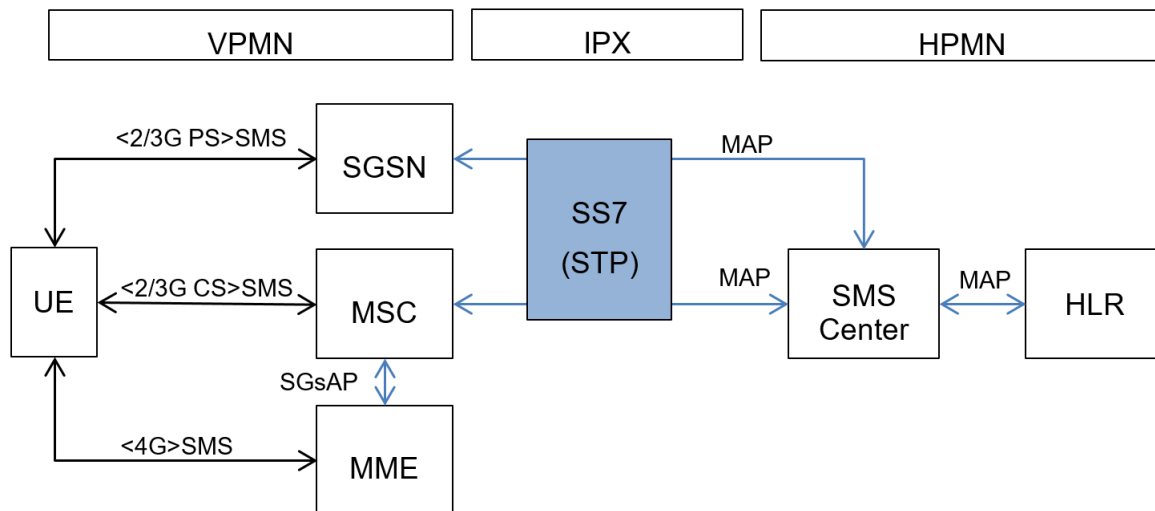 VPMN
IPX
HPMN
<2/3G PS>SMS
SGSN
MAP
SS7
(STP)
UE
<2/3G CS>SMS
MSC
MAP
SMS
Center
MAP
HLR
SGsAP
<4G>SMS
MME